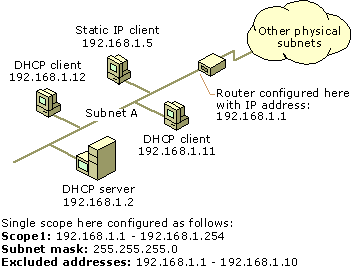 Static IP client
192.168.1.5
Other physical
subnets
DHCP client
192.168.1.12
Router configured here
with IP address:
192.168.1.1
Subnet A
DHCP client
192.168.1.11
DHCP server
192.168.1.2
Single scope here configured as follows:
Scope1: 192.168.1.1 - 192.168.1.254
Subnet mask: 255.255.255.0
Excluded addresses: 192.168.1.1 - 192.168.1.10